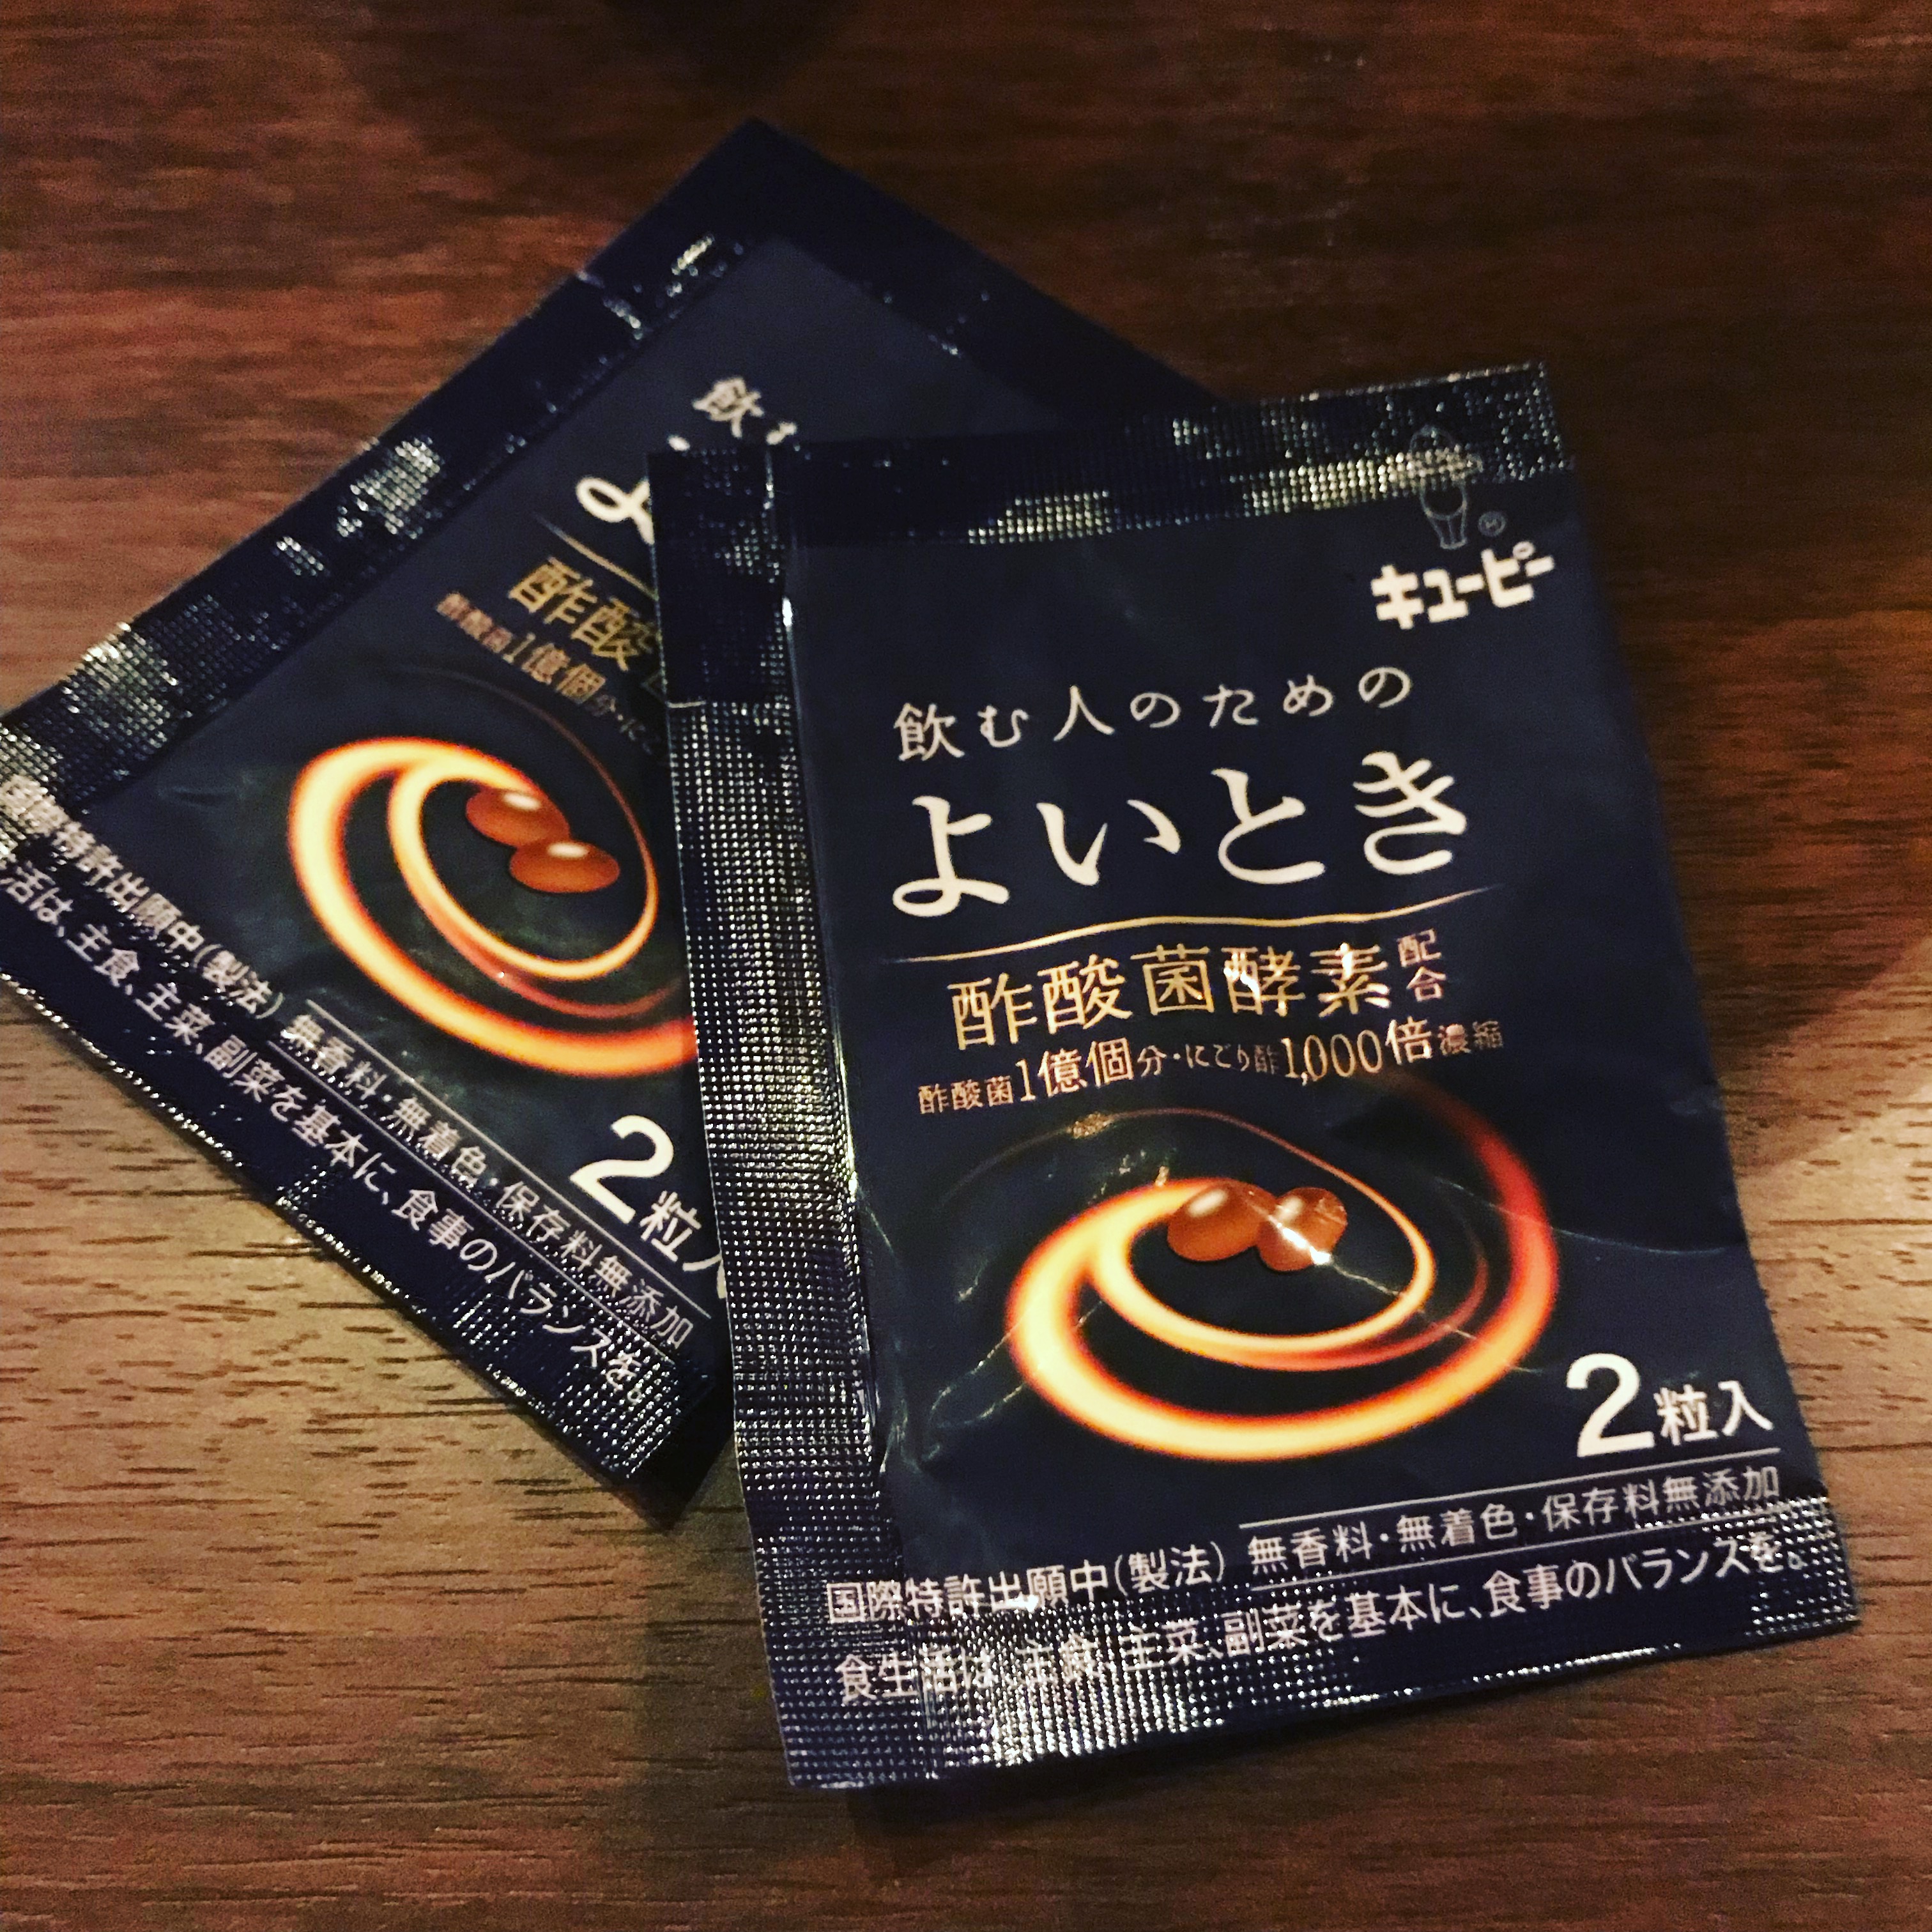 キユーピー
飲む人のための
よいとき
酢酸菌酵素配合
酢酸菌1億個分・にごり酢1,000倍濃縮
2粒入
国際特許出願中(製法) 無香料・無着色・保存料無添加
食生活は、主食、主菜、副菜を基本に、食事のバランスを。
飲む
よ
酢酸
酢酸菌1億個分・にご
2粒入
国際特許出願中(製法) 無香料・無着色・保存料無添加
活は、主食、主菜、副菜を基本に、食事のバランスを。